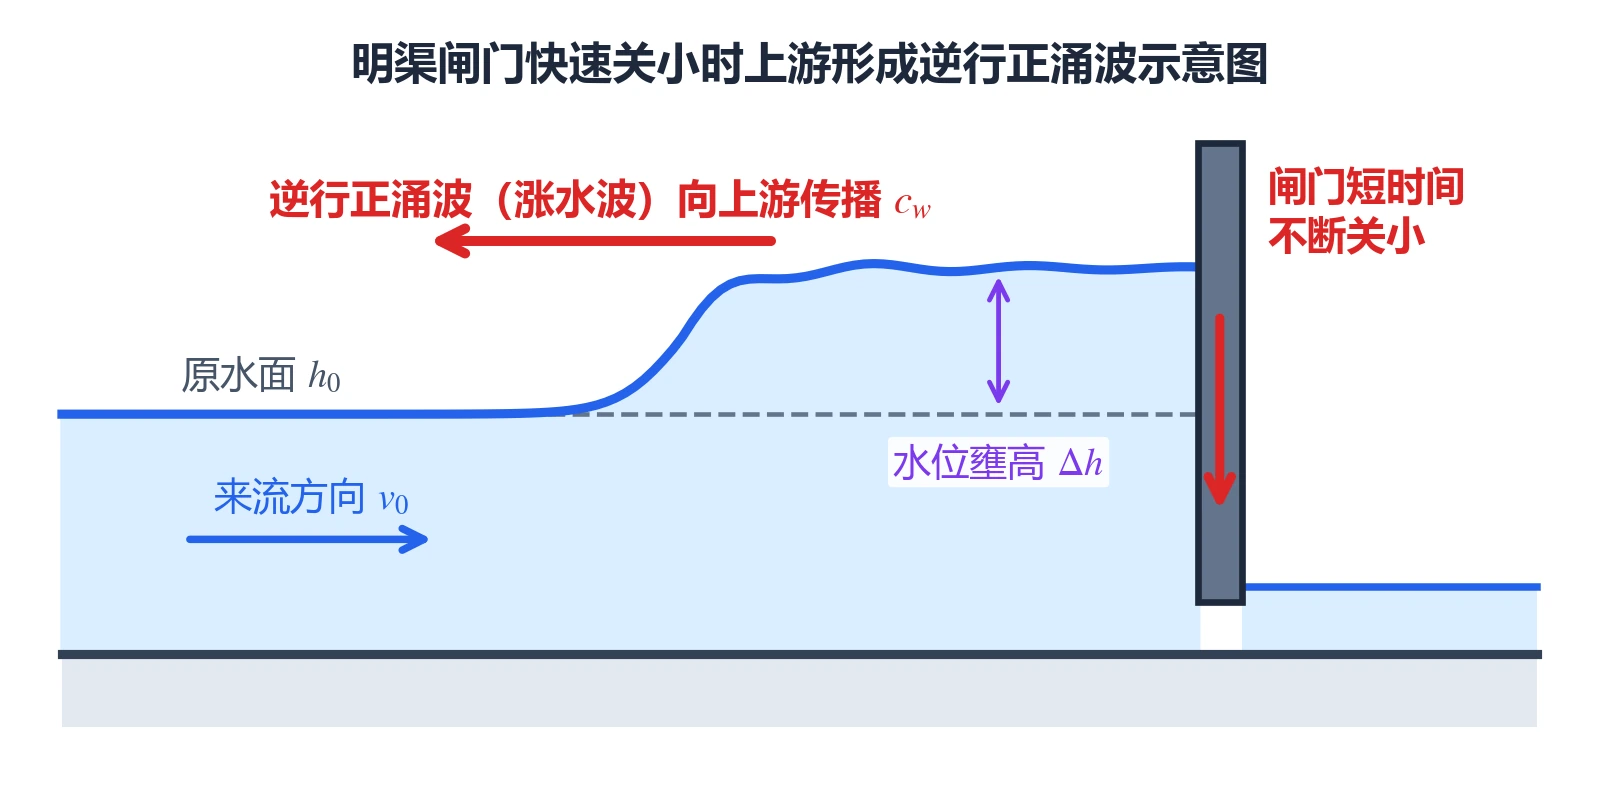 明渠闸门快速关小时上游形成逆行正涌波示意图
逆行正涌波（涨水波）向上游传播 c_w
闸门短时间
不断关小
原水面 h₀
水位壅高 Δh
来流方向 v₀